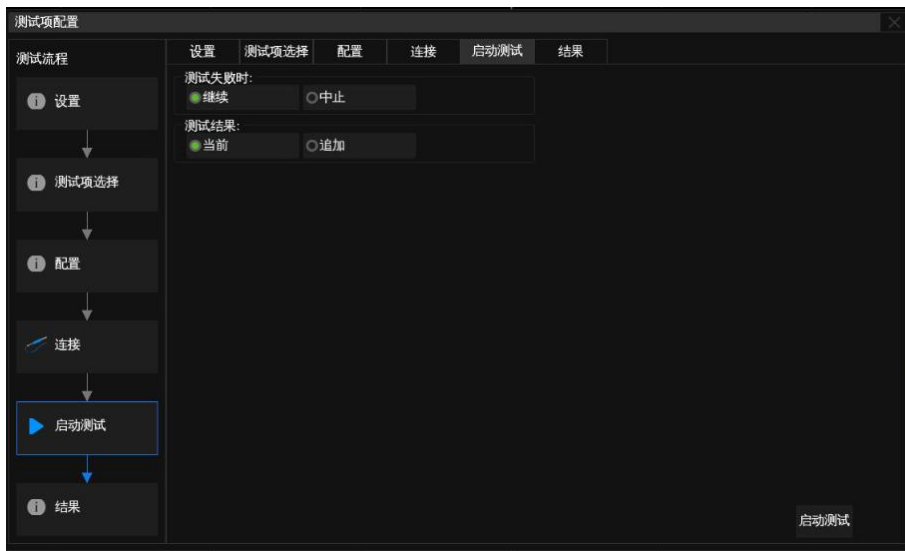 测试项配置
测试流程
设置
测试项选择
配置
连接
启动测试
结果
设置 测试项选择 配置 连接 启动测试 结果
测试失败时:
继续 中止
测试结果:
当前 追加
启动测试